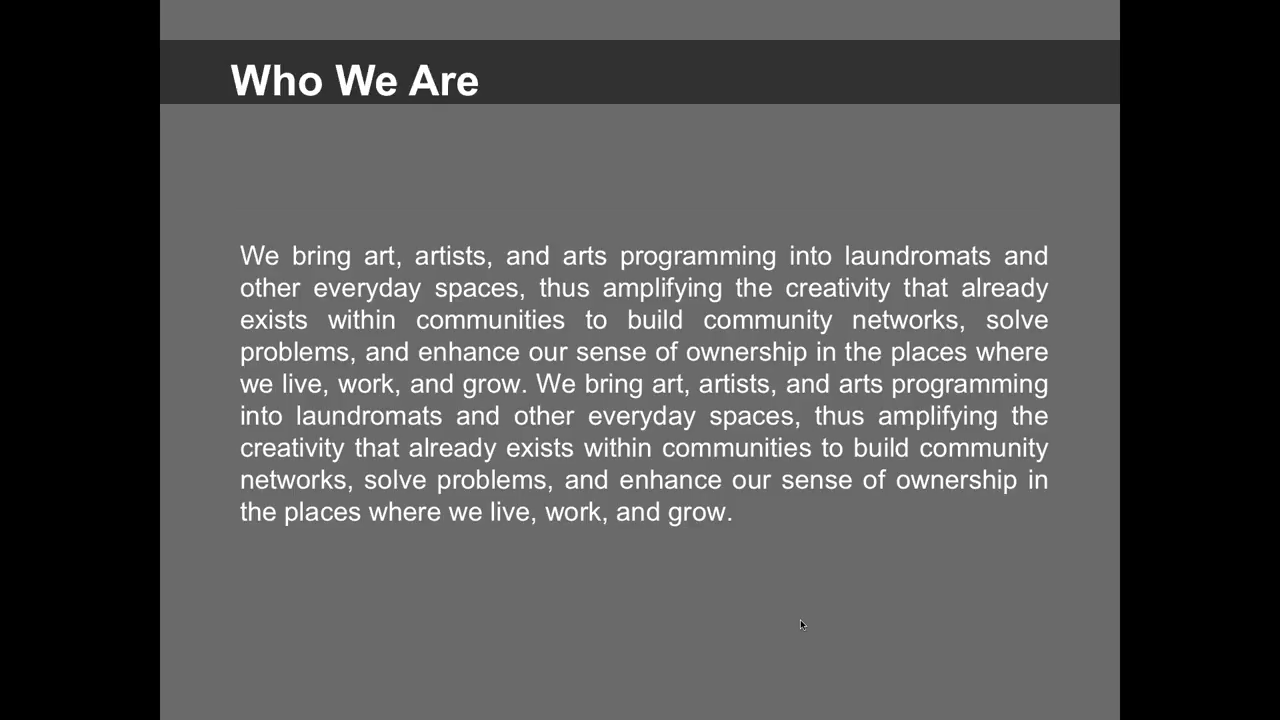 Who We Are
We bring art, artists, and arts programming into laundromats and
other everyday spaces, thus amplifying the creativity that already
exists within communities to build community networks, solve
problems, and enhance our sense of ownership in the places where
we live, work, and grow. We bring art, artists, and arts programming
into laundromats and other everyday spaces, thus amplifying the
creativity that already exists within communities to build community
networks, solve problems, and enhance our sense of ownership in
the places where we live, work, and grow.